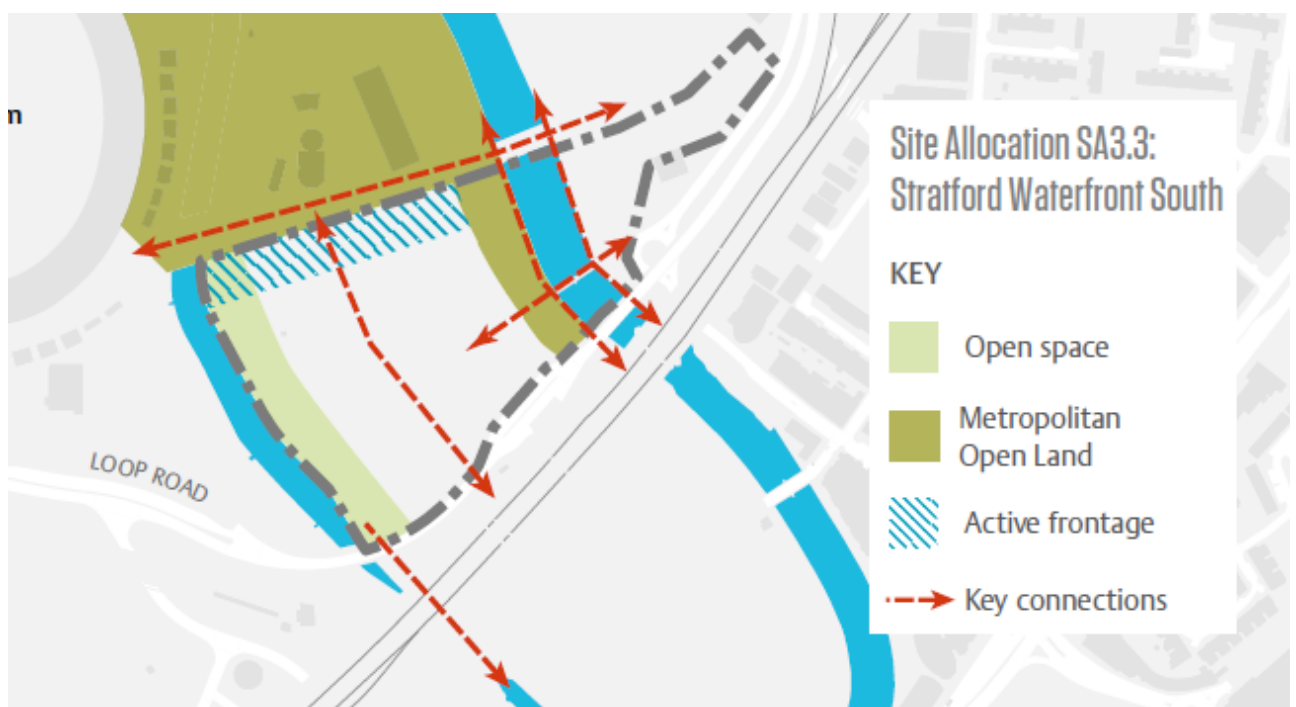 m
Site Allocation SA3.3:
Stratford Waterfront South
KEY
Open space
Metropolitan
Open Land
Active frontage
Key connections
LOOP ROAD